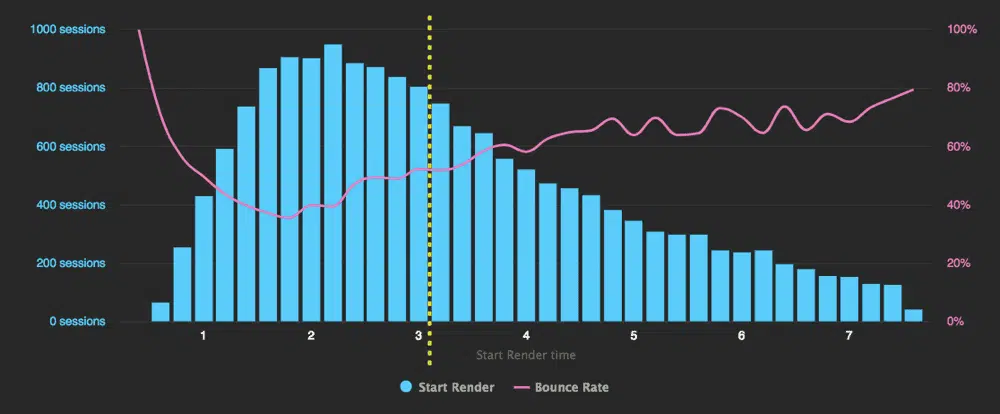 1000 sessions 100%
800 sessions 80%
600 sessions 60%
400 sessions 40%
200 sessions 20%
0 sessions 0%
1 2 3 4 5 6 7
Start Render time
Start Render Bounce Rate